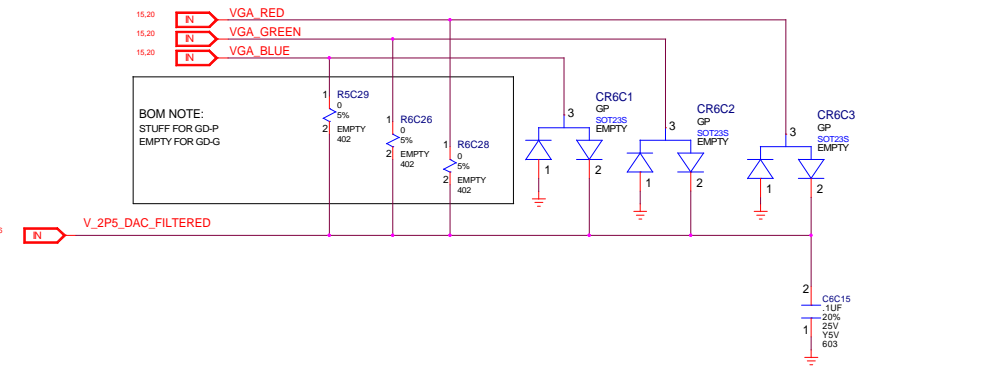 15,20 IN VGA_RED
15,20 IN VGA_GREEN
15,20 IN VGA_BLUE
BOM NOTE:
STUFF FOR GD-P
EMPTY FOR GD-G
1 R5C29
0
5%
2 EMPTY
402
1 R6C26
0
5%
2 EMPTY
402
1 R6C28
0
5%
2 EMPTY
402
CR6C1
GP
SOT23S
EMPTY
3
1 2
CR6C2
GP
SOT23S
EMPTY
3
1 2
CR6C3
GP
SOT23S
EMPTY
3
1 2
IN V_2P5_DAC_FILTERED
2 C6C15
.1UF
20%
1 25V
Y5V
603